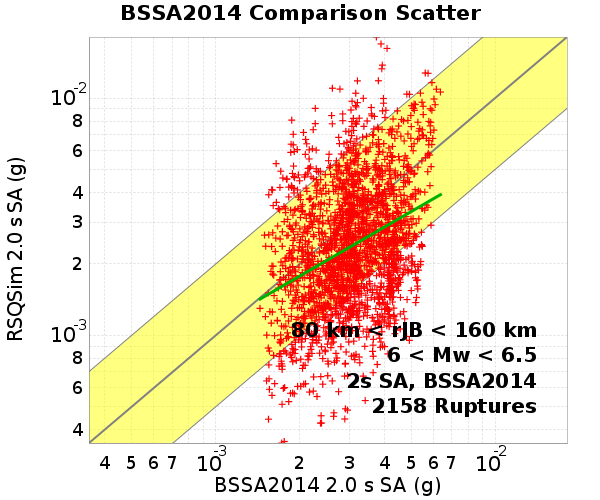 BSSA2014 Comparison Scatter
RSQSim 2.0 s SA (g)
10-2
8
6
4
3
2
10-3
8
6
4
80 km < rJB < 160 km
6 < Mw < 6.5
2s SA, BSSA2014
2158 Ruptures
4 5 6 7 10-3 2 3 4 5 6 7 10-2
BSSA2014 2.0 s SA (g)